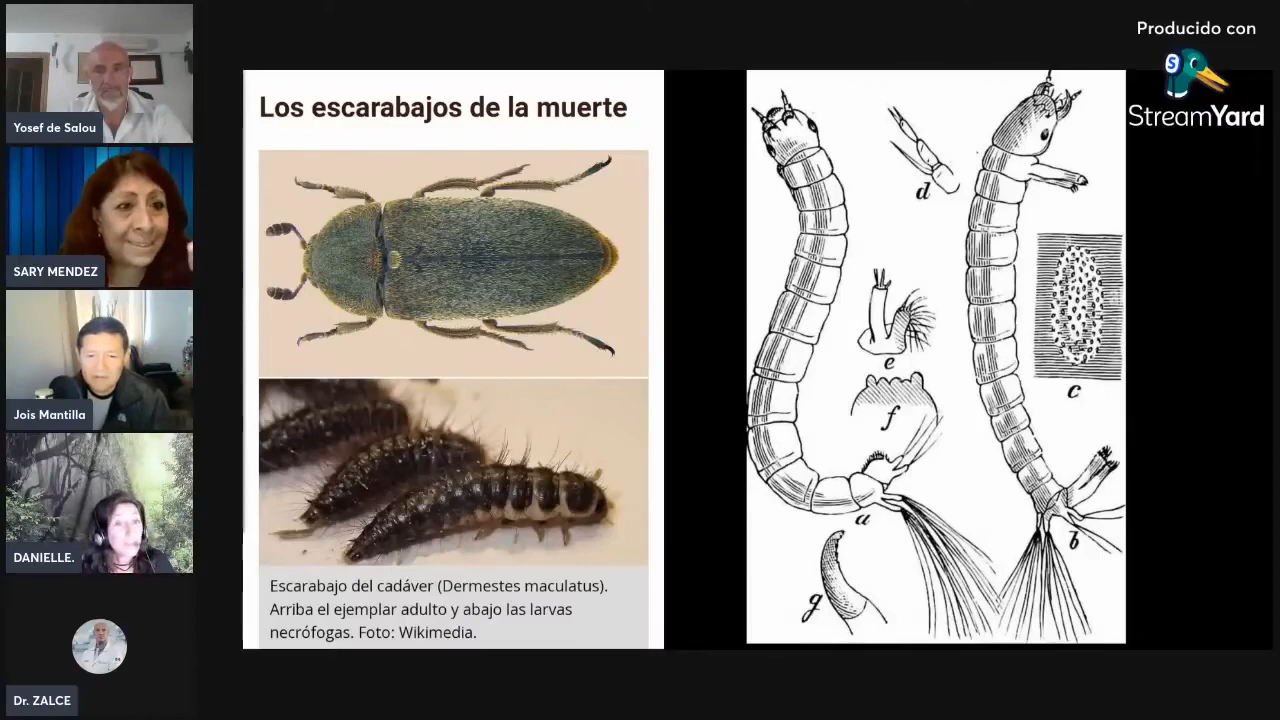 Producido con
StreamYard
Yosef de Salou
SARY MENDEZ
Jois Mantilla
DANIELLE.
Dr. ZALCE
Los escarabajos de la muerte
Escarabajo del cadáver (Dermestes maculatus).
Arriba el ejemplar adulto y abajo las larvas
necrófogas. Foto: Wikimedia.
d
e
c
f
a
b
g
S